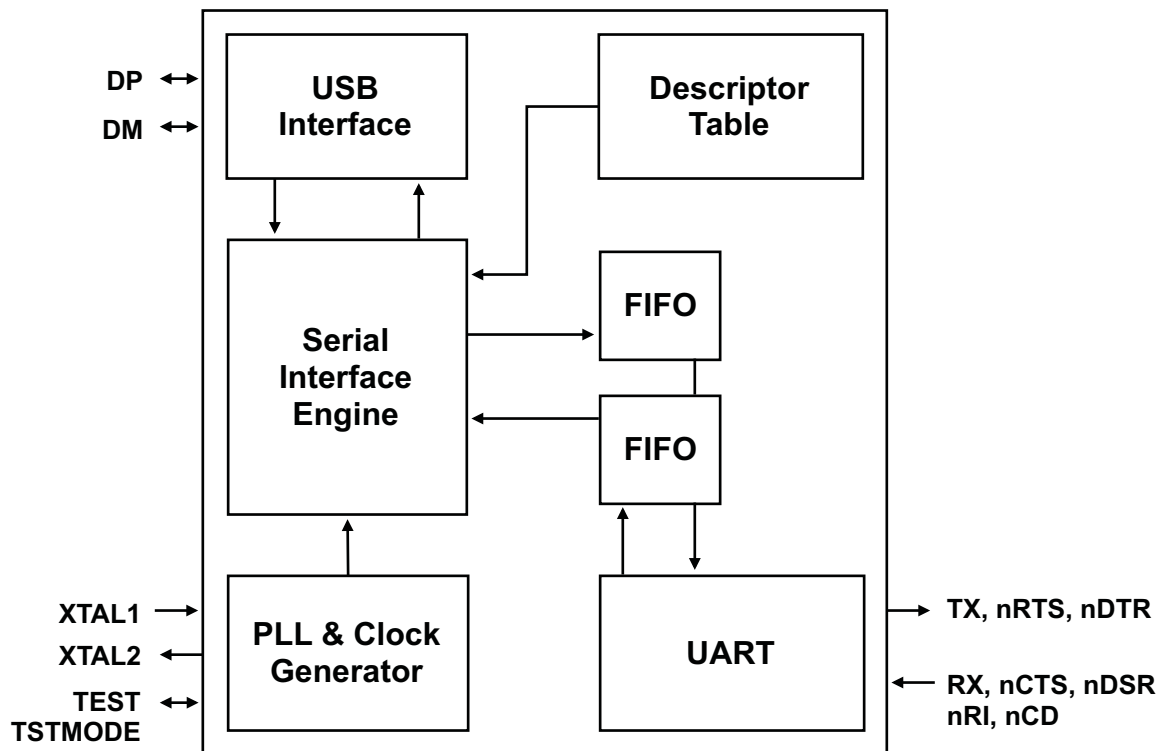 USB
Interface
Descriptor
Table
DP
DM
Serial
Interface
Engine
FIFO
FIFO
PLL & Clock
Generator
UART
XTAL1
XTAL2
TEST
TSTMODE
TX, nRTS, nDTR
RX, nCTS, nDSR
nRI, nCD